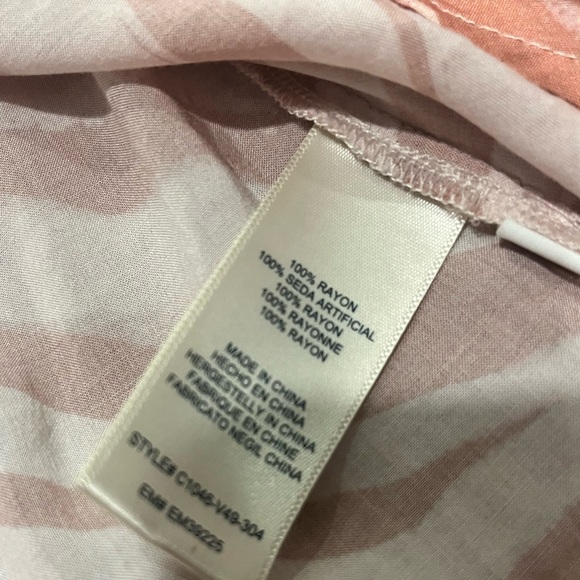 100% RAYON
100% SEDA ARTIFICIAL
100% RAYON
100% RAYONNE
100% RAYON
MADE IN CHINA
HECHO EN CHINA
HERGESTELLY IN CHINA
FABRIQUE EN CHINE
FABRICATO NEGIL CHINA
STYLE# C1046-V49-304
EM# EM39225